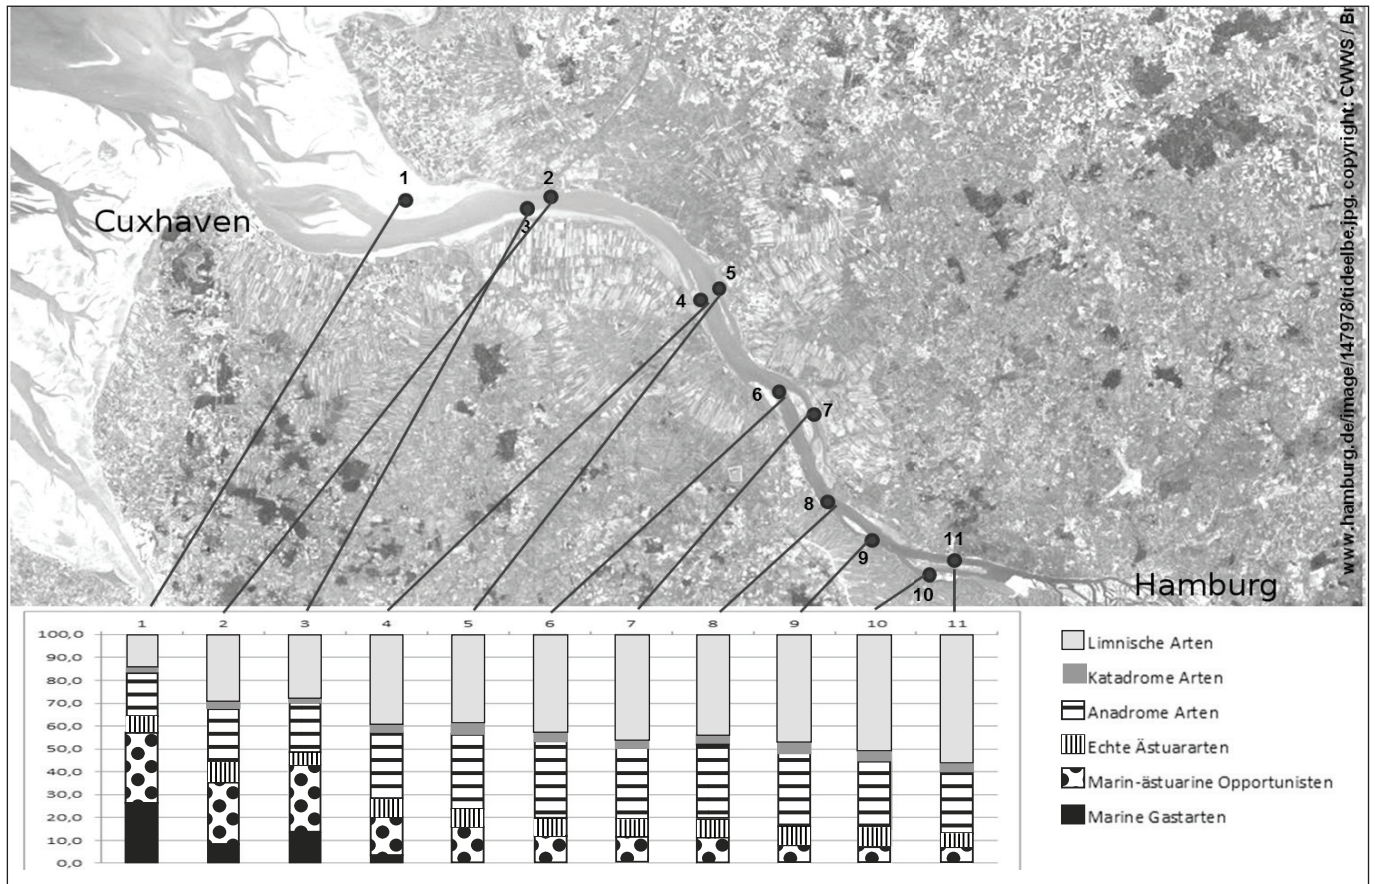 1
2
Cuxhaven
3
5
4
6
7
8
9
11
10
Hamburg
www.hamburg.de/image/147978/tideelbe.jpg, copyright: CWWS / Br
1 2 3 4 5 6 7 8 9 10 11
100,0
90,0
80,0
70,0
60,0
50,0
40,0
30,0
20,0
10,0
0,0
Limnische Arten
Katadrome Arten
Anadrome Arten
Echte Ästuararten
Marin-ästuarine Opportunisten
Marine Gastarten